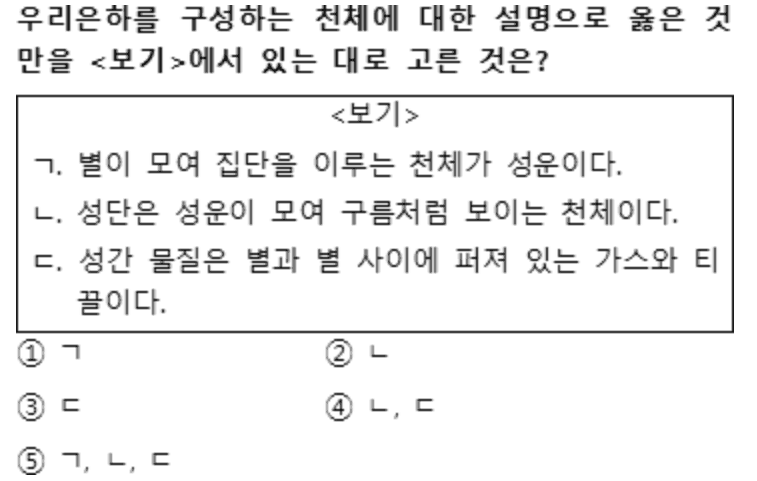 우리은하를 구성하는 천체에 대한 설명으로 옳은 것
만을 <보기>에서 있는 대로 고른 것은?
<보기>
ㄱ. 별이 모여 집단을 이루는 천체가 성운이다.
ㄴ. 성단은 성운이 모여 구름처럼 보이는 천체이다.
ㄷ. 성간 물질은 별과 별 사이에 퍼져 있는 가스와 티
끌이다.
① ㄱ ② ㄴ
③ ㄷ ④ ㄴ, ㄷ
⑤ ㄱ, ㄴ, ㄷ